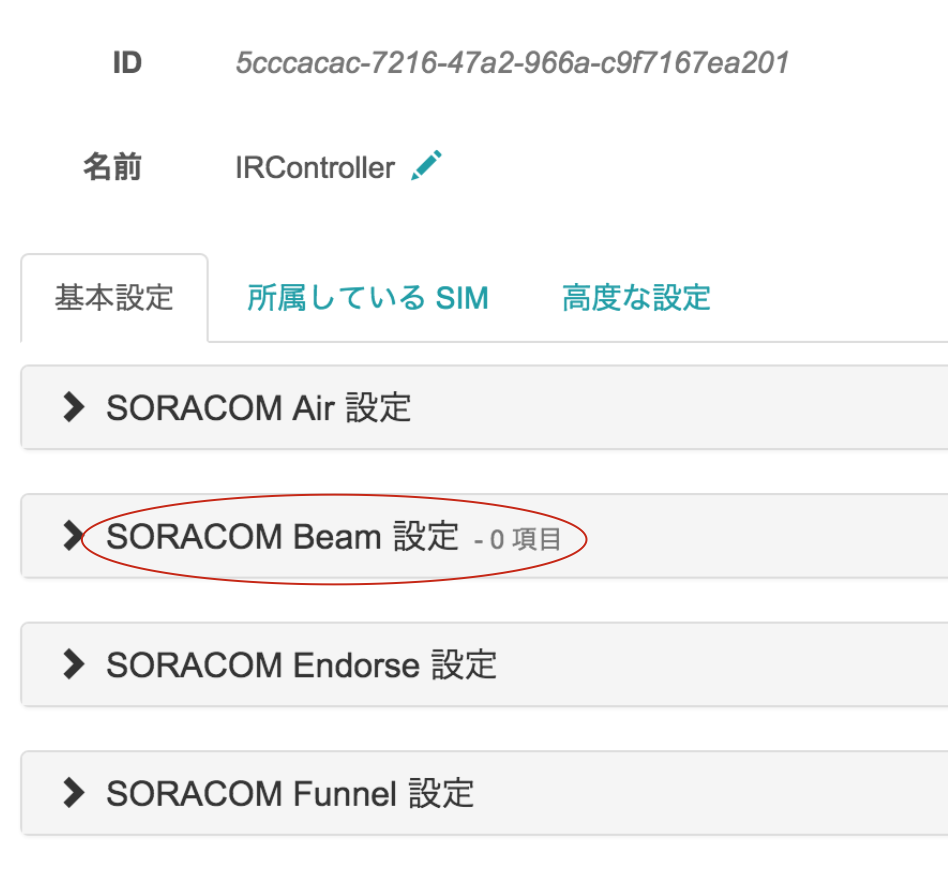 ID 5cccacac-7216-47a2-966a-c9f7167ea201
名前 IRController
基本設定 所属している SIM 高度な設定
SORACOM Air 設定
SORACOM Beam 設定 - 0 項目
SORACOM Endorse 設定
SORACOM Funnel 設定